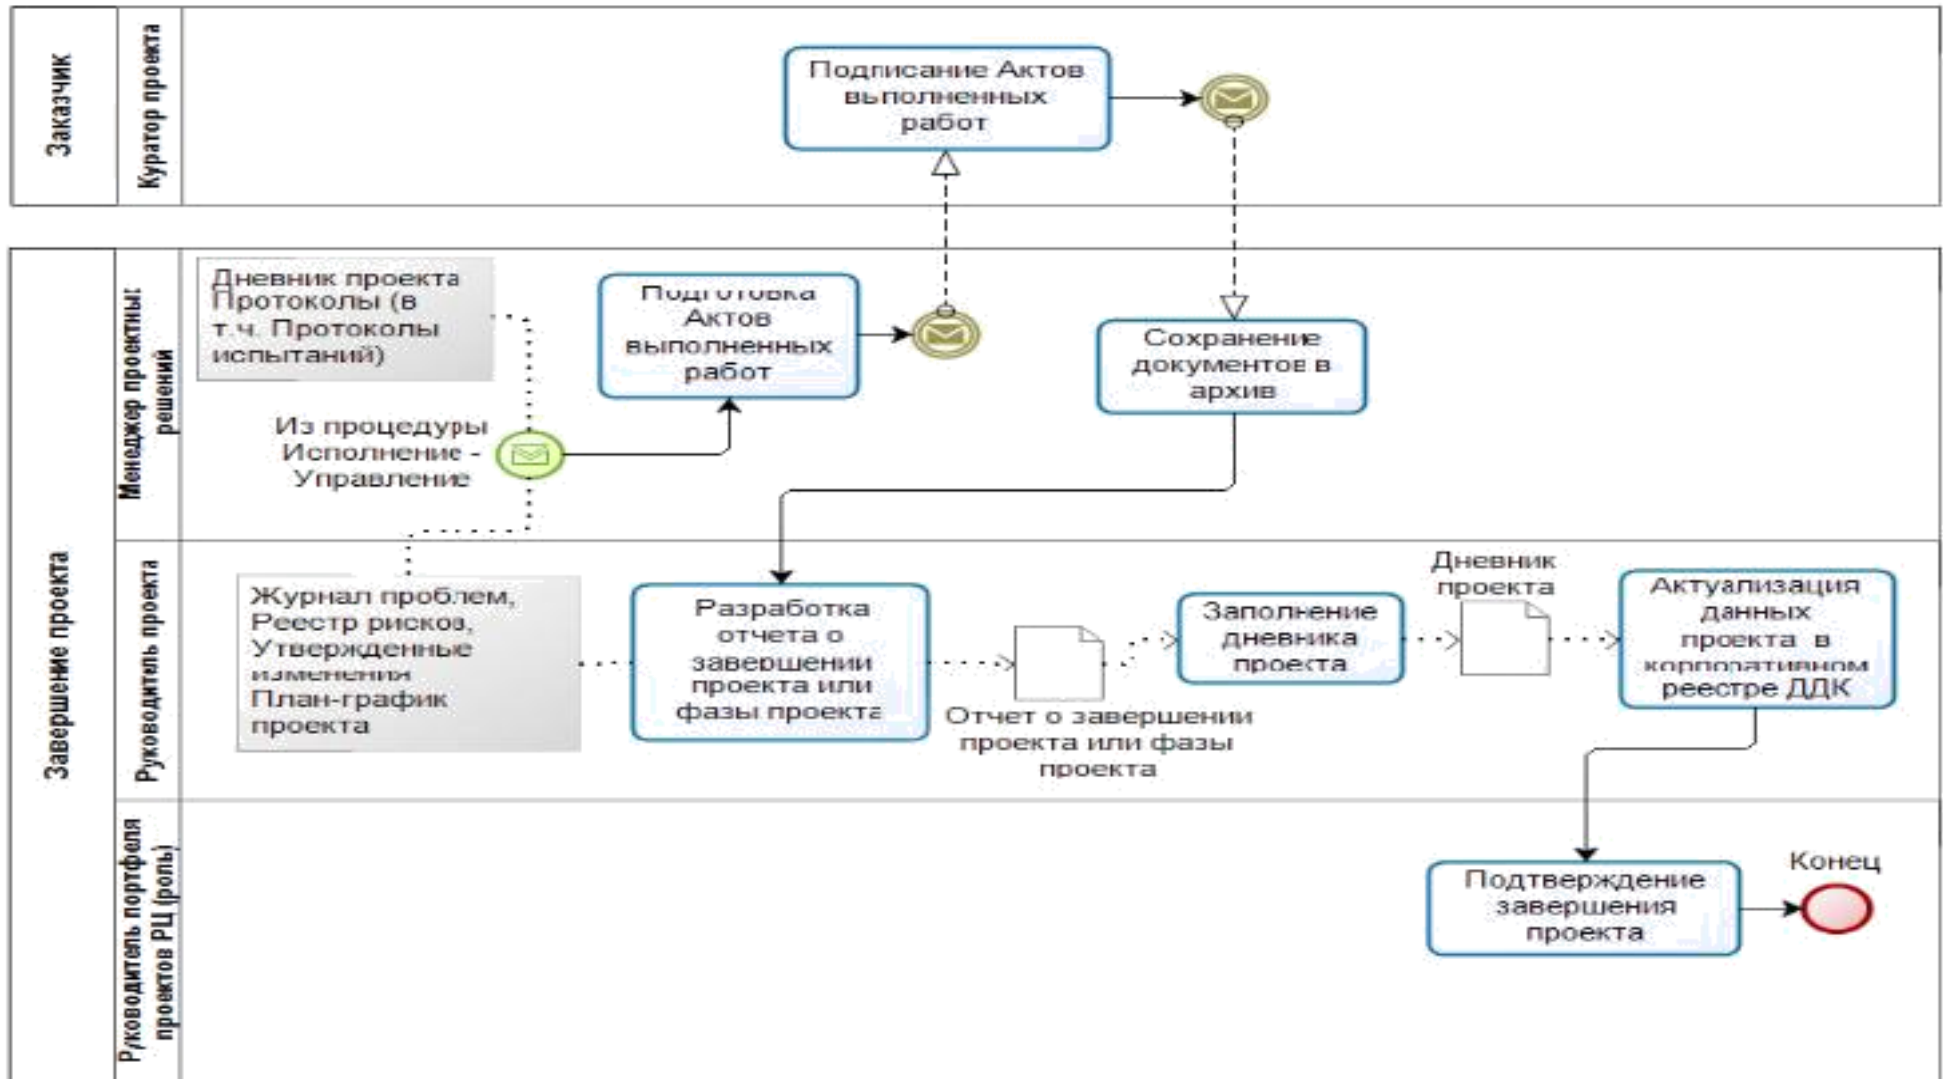 Заказчик
Куратор проекта
Подписание Актов
выполненных
работ
Завершение проекта
Менеджер проектных
решений
Дневник проекта
Протоколы (в
т.ч. Протоколы
испытаний)
Подготовка
Актов
выполненных
работ
Сохранение
документов в
архив
Из процедуры
Исполнение -
Управление
Руководитель проекта
Журнал проблем,
Реестр рисков,
Утвержденные
изменения
План-график
проекта
Разработка
отчета о
завершении
проекта или
фазы проекта
Отчет о завершении
проекта или фазы
проекта
Заполнение
дневника
проекта
Дневник
проекта
Актуализация
данных
проекта в
корпоративном
реестре ДДК
Руководитель портфеля
проектов РЦ (роль)
Подтверждение
завершения
проекта
Конец